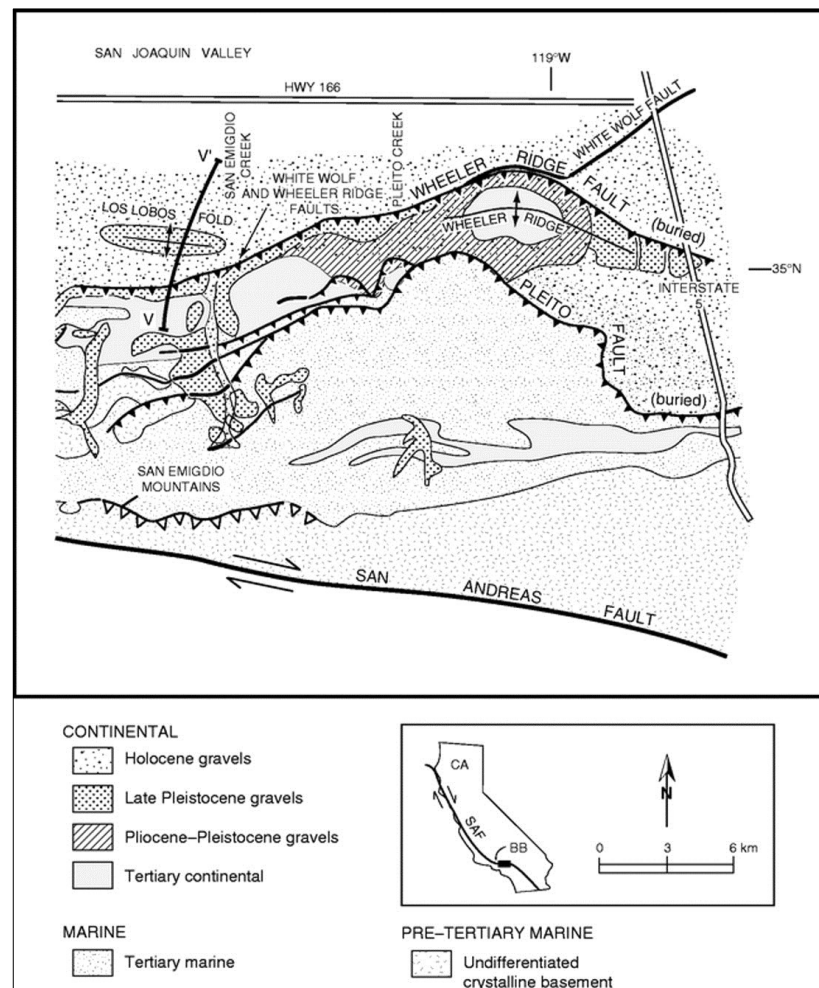 SAN JOAQUIN VALLEY
119°W
HWY 166
SAN EMIGDIO
CREEK
PLEITO CREEK
WHITE WOLF FAULT
V'
WHITE WOLF
AND WHEELER RIDGE
FAULTS
WHEELER RIDGE FAULT
LOS LOBOS FOLD
WHEELER RIDGE
(buried)
35°N
INTERSTATE
5
V
PLEITO FAULT
(buried)
SAN EMIGDIO
MOUNTAINS
SAN ANDREAS FAULT
CONTINENTAL
Holocene gravels
Late Pleistocene gravels
Pliocene–Pleistocene gravels
Tertiary continental
MARINE
Tertiary marine
CA
SAF
BB
N
0 3 6 km
PRE–TERTIARY MARINE
Undifferentiated
crystalline basement